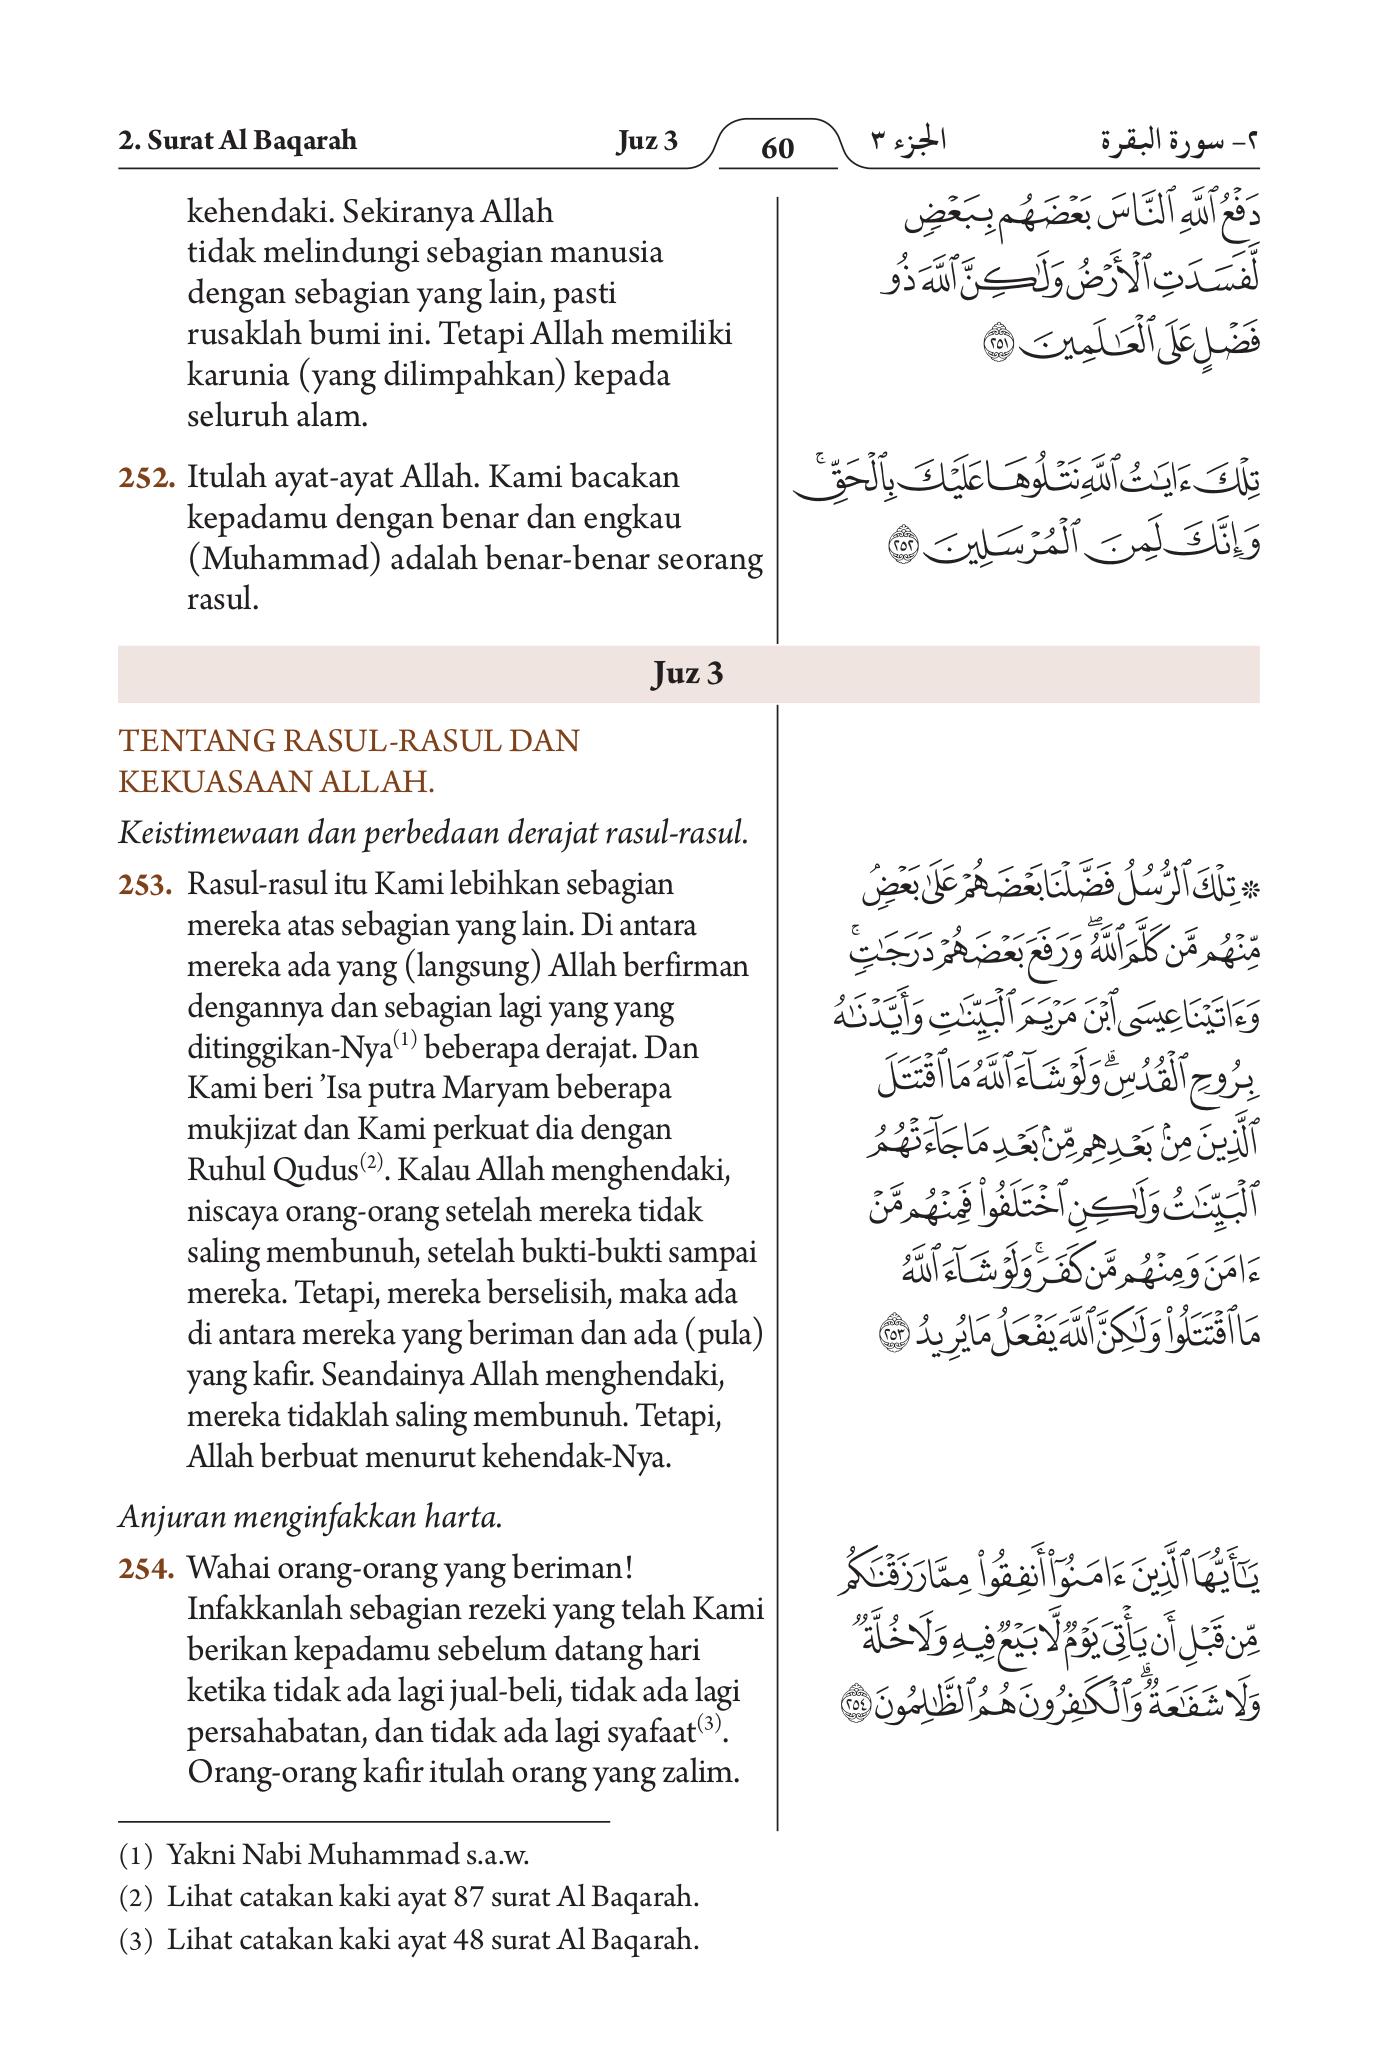 2. Surat Al Baqarah
Juz 3
60
الجزء ٣
٢- سورة البقرة
kehendaki. Sekiranya Allah
tidak melindungi sebagian manusia
dengan sebagian yang lain, pasti
rusaklah bumi ini. Tetapi Allah memiliki
karunia (yang dilimpahkan) kepada
seluruh alam.
دَفْعُ ٱللَّهِ ٱلنَّاسَ بَعْضَهُم بِبَعْضٍ
لَّفَسَدَتِ ٱلْأَرْضُ وَلَـٰكِنَّ ٱللَّهَ ذُو
فَضْلٍ عَلَى ٱلْعَـٰلَمِينَ ٢٥١
252. Itulah ayat-ayat Allah. Kami bacakan
kepadamu dengan benar dan engkau
(Muhammad) adalah benar-benar seorang
rasul.
تِلْكَ ءَايَـٰتُ ٱللَّهِ نَتْلُوهَا عَلَيْكَ بِٱلْحَقِّ ۚ
وَإِنَّكَ لَمِنَ ٱلْمُرْسَلِينَ ٢٥٢
Juz 3
TENTANG RASUL-RASUL DAN
KEKUASAAN ALLAH.
Keistimewaan dan perbedaan derajat rasul-rasul.
253. Rasul-rasul itu Kami lebihkan sebagian
mereka atas sebagian yang lain. Di antara
mereka ada yang (langsung) Allah berfirman
dengannya dan sebagian lagi yang yang
ditinggikan-Nya(1) beberapa derajat. Dan
Kami beri ’Isa putra Maryam beberapa
mukjizat dan Kami perkuat dia dengan
Ruhul Qudus(2). Kalau Allah menghendaki,
niscaya orang-orang setelah mereka tidak
saling membunuh, setelah bukti-bukti sampai
mereka. Tetapi, mereka berselisih, maka ada
di antara mereka yang beriman dan ada (pula)
yang kafir. Seandainya Allah menghendaki,
mereka tidaklah saling membunuh. Tetapi,
Allah berbuat menurut kehendak-Nya.
۞ تِلْكَ ٱلرُّسُلُ فَضَّلْنَا بَعْضَهُمْ عَلَىٰ بَعْضٍ
مِّنْهُم مَّن كَلَّمَ ٱللَّهُ ۖ وَرَفَعَ بَعْضَهُمْ دَرَجَـٰتٍ ۚ
وَءَاتَيْنَا عِيسَى ٱبْنَ مَرْيَمَ ٱلْبَيِّنَـٰتِ وَأَيَّدْنَـٰهُ
بِرُوحِ ٱلْقُدُسِ ۗ وَلَوْ شَآءَ ٱللَّهُ مَا ٱقْتَتَلَ
ٱلَّذِينَ مِنۢ بَعْدِهِم مِّنۢ بَعْدِ مَا جَآءَتْهُمُ
ٱلْبَيِّنَـٰتُ وَلَـٰكِنِ ٱخْتَلَفُوا۟ فَمِنْهُم مَّنْ
ءَامَنَ وَمِنْهُم مَّن كَفَرَ ۚ وَلَوْ شَآءَ ٱللَّهُ
مَا ٱقْتَتَلُوا۟ وَلَـٰكِنَّ ٱللَّهَ يَفْعَلُ مَا يُرِيدُ ٢٥٣
Anjuran menginfakkan harta.
254. Wahai orang-orang yang beriman!
Infakkanlah sebagian rezeki yang telah Kami
berikan kepadamu sebelum datang hari
ketika tidak ada lagi jual-beli, tidak ada lagi
persahabatan, dan tidak ada lagi syafaat(3).
Orang-orang kafir itulah orang yang zalim.
يَـٰٓأَيُّهَا ٱلَّذِينَ ءَامَنُوٓا۟ أَنفِقُوا۟ مِمَّا رَزَقْنَـٰكُم
مِّن قَبْلِ أَن يَأْتِىَ يَوْمٌ لَّا بَيْعٌ فِيهِ وَلَا خُلَّةٌ
وَلَا شَفَـٰعَةٌ ۗ وَٱلْكَـٰفِرُونَ هُمُ ٱلظَّـٰلِمُونَ ٢٥٤
(1) Yakni Nabi Muhammad s.a.w.
(2) Lihat catakan kaki ayat 87 surat Al Baqarah.
(3) Lihat catakan kaki ayat 48 surat Al Baqarah.